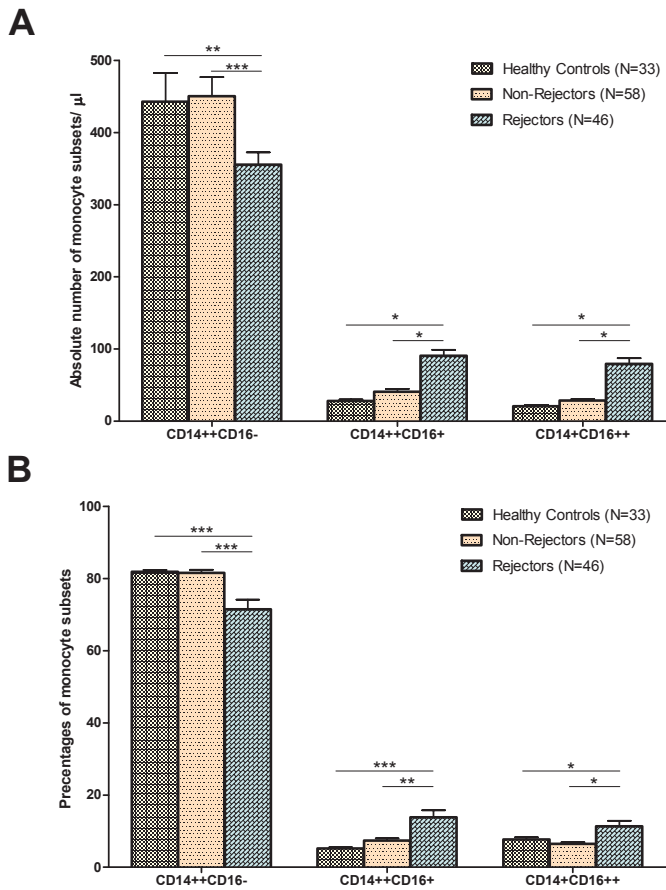 A
Absolute number of monocyte subsets/ µl
500
400
300
200
100
0
** 
***
*
*
*
*
Healthy Controls (N=33)
Non-Rejectors (N=58)
Rejectors (N=46)
CD14++CD16-
CD14++CD16+
CD14+CD16++
B
Precentages of monocyte subsets
100
80
60
40
20
0
***
***
***
**
*
*
Healthy Controls (N=33)
Non-Rejectors (N=58)
Rejectors (N=46)
CD14++CD16-
CD14++CD16+
CD14+CD16++